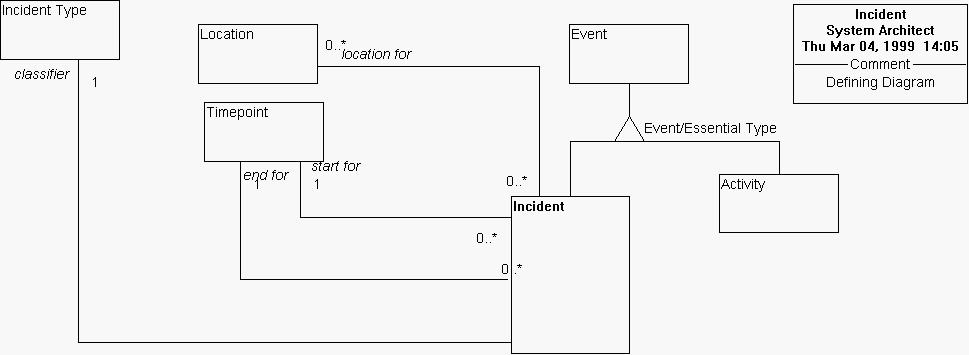 Incident Type
classifier
1
Location
0..*
location for
Timepoint
end for
1
start for
1
Event
Event/Essential Type
Activity
0..*
Incident
0..*
0..*
Incident
System Architect
Thu Mar 04, 1999 14:05
Comment
Defining Diagram